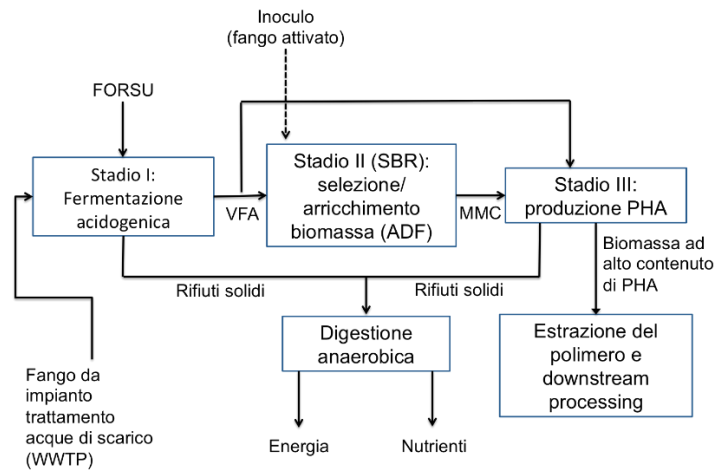 Inoculo
(fango attivato)
FORSU
Stadio I:
Fermentazione
acidogenica
VFA
Stadio II (SBR):
selezione/
arricchimento
biomassa (ADF)
MMC
Stadio III:
produzione PHA
Biomassa ad
alto contenuto
di PHA
Rifiuti solidi
Rifiuti solidi
Digestione
anaerobica
Estrazione del
polimero e
downstream
processing
Fango da
impianto
trattamento
acque di scarico
(WWTP)
Energia
Nutrienti